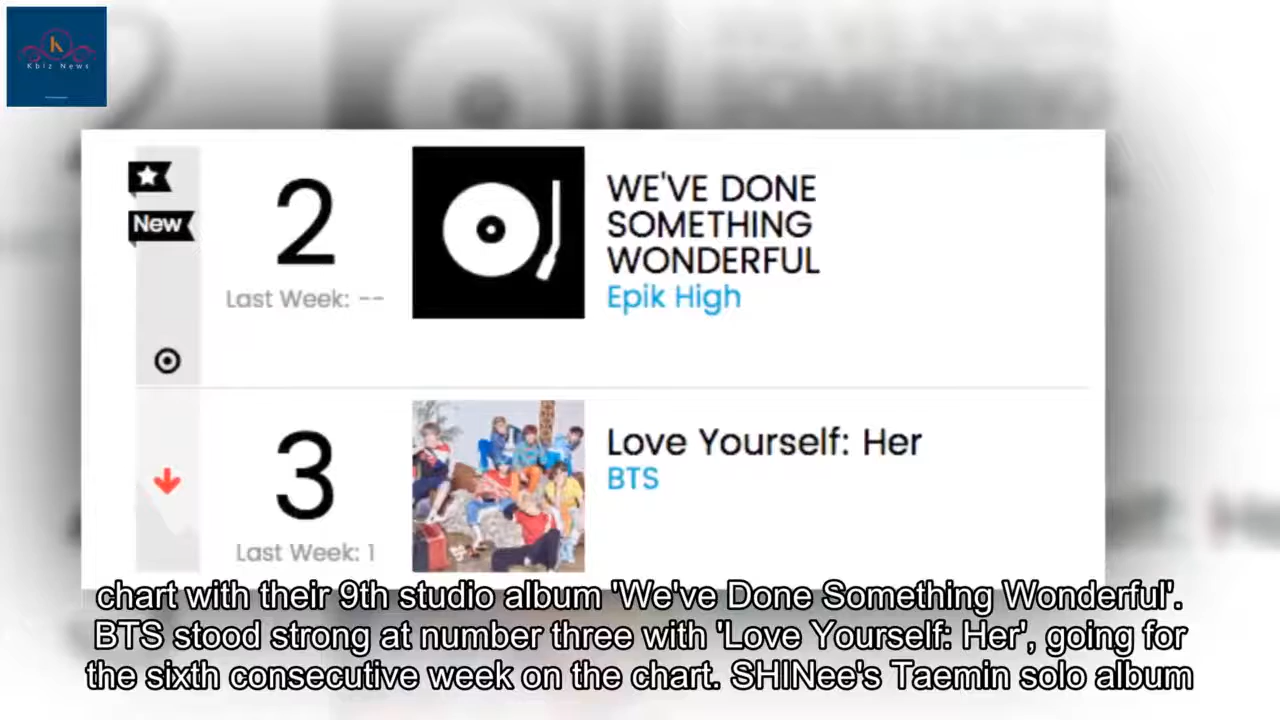 K
Kbiz News
New
2
Last Week: --
WE'VE DONE
SOMETHING
WONDERFUL
Epik High
3
Last Week: 1
Love Yourself: Her
BTS
chart with their 9th studio album 'We've Done Something Wonderful'.
BTS stood strong at number three with 'Love Yourself: Her', going for
the sixth consecutive week on the chart. SHINee's Taemin solo album